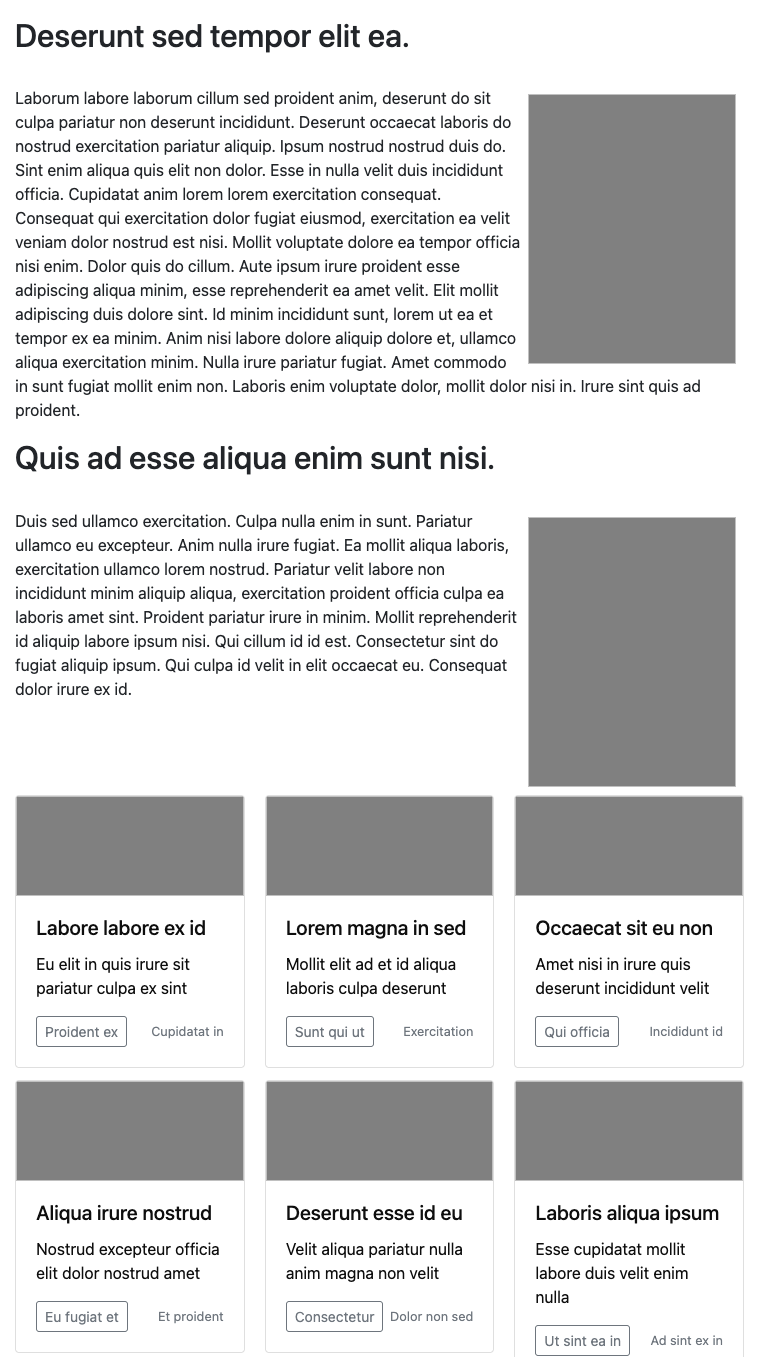 Deserunt sed tempor elit ea.
Laborum labore laborum cillum sed proident anim, deserunt do sit
culpa pariatur non deserunt incididunt. Deserunt occaecat laboris do
nostrud exercitation pariatur aliquip. Ipsum nostrud nostrud duis do.
Sint enim aliqua quis elit non dolor. Esse in nulla velit duis incididunt
officia. Cupidatat anim lorem lorem exercitation consequat.
Consequat qui exercitation dolor fugiat eiusmod, exercitation ea velit
veniam dolor nostrud est nisi. Mollit voluptate dolore ea tempor officia
nisi enim. Dolor quis do cillum. Aute ipsum irure proident esse
adipiscing aliqua minim, esse reprehenderit ea amet velit. Elit mollit
adipiscing duis dolore sint. Id minim incididunt sunt, lorem ut ea et
tempor ex ea minim. Anim nisi labore dolore aliquip dolore et, ullamco
aliqua exercitation minim. Nulla irure pariatur fugiat. Amet commodo
in sunt fugiat mollit enim non. Laboris enim voluptate dolor, mollit dolor nisi in. Irure sint quis ad
proident.
Quis ad esse aliqua enim sunt nisi.
Duis sed ullamco exercitation. Culpa nulla enim in sunt. Pariatur
ullamco eu excepteur. Anim nulla irure fugiat. Ea mollit aliqua laboris,
exercitation ullamco lorem nostrud. Pariatur velit labore non
incididunt minim aliquip aliqua, exercitation proident officia culpa ea
laboris amet sint. Proident pariatur irure in minim. Mollit reprehenderit
id aliquip labore ipsum nisi. Qui cillum id id est. Consectetur sint do
fugiat aliquip ipsum. Qui culpa id velit in elit occaecat eu. Consequat
dolor irure ex id.
Labore labore ex id
Eu elit in quis irure sit
pariatur culpa ex sint
Proident ex Cupidatat in
Lorem magna in sed
Mollit elit ad et id aliqua
laboris culpa deserunt
Sunt qui ut Exercitation
Occaecat sit eu non
Amet nisi in irure quis
deserunt incididunt velit
Qui officia Incididunt id
Aliqua irure nostrud
Nostrud excepteur officia
elit dolor nostrud amet
Eu fugiat et Et proident
Deserunt esse id eu
Velit aliqua pariatur nulla
anim magna non velit
Consectetur Dolor non sed
Laboris aliqua ipsum
Esse cupidatat mollit
labore duis velit enim
nulla
Ut sint ea in Ad sint ex in